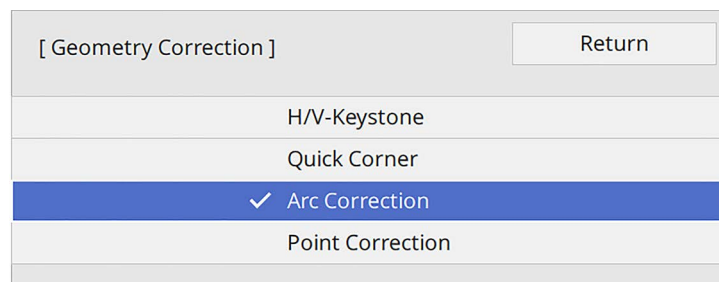 [ Geometry Correction ]
Return
H/V-Keystone
Quick Corner
Arc Correction
Point Correction